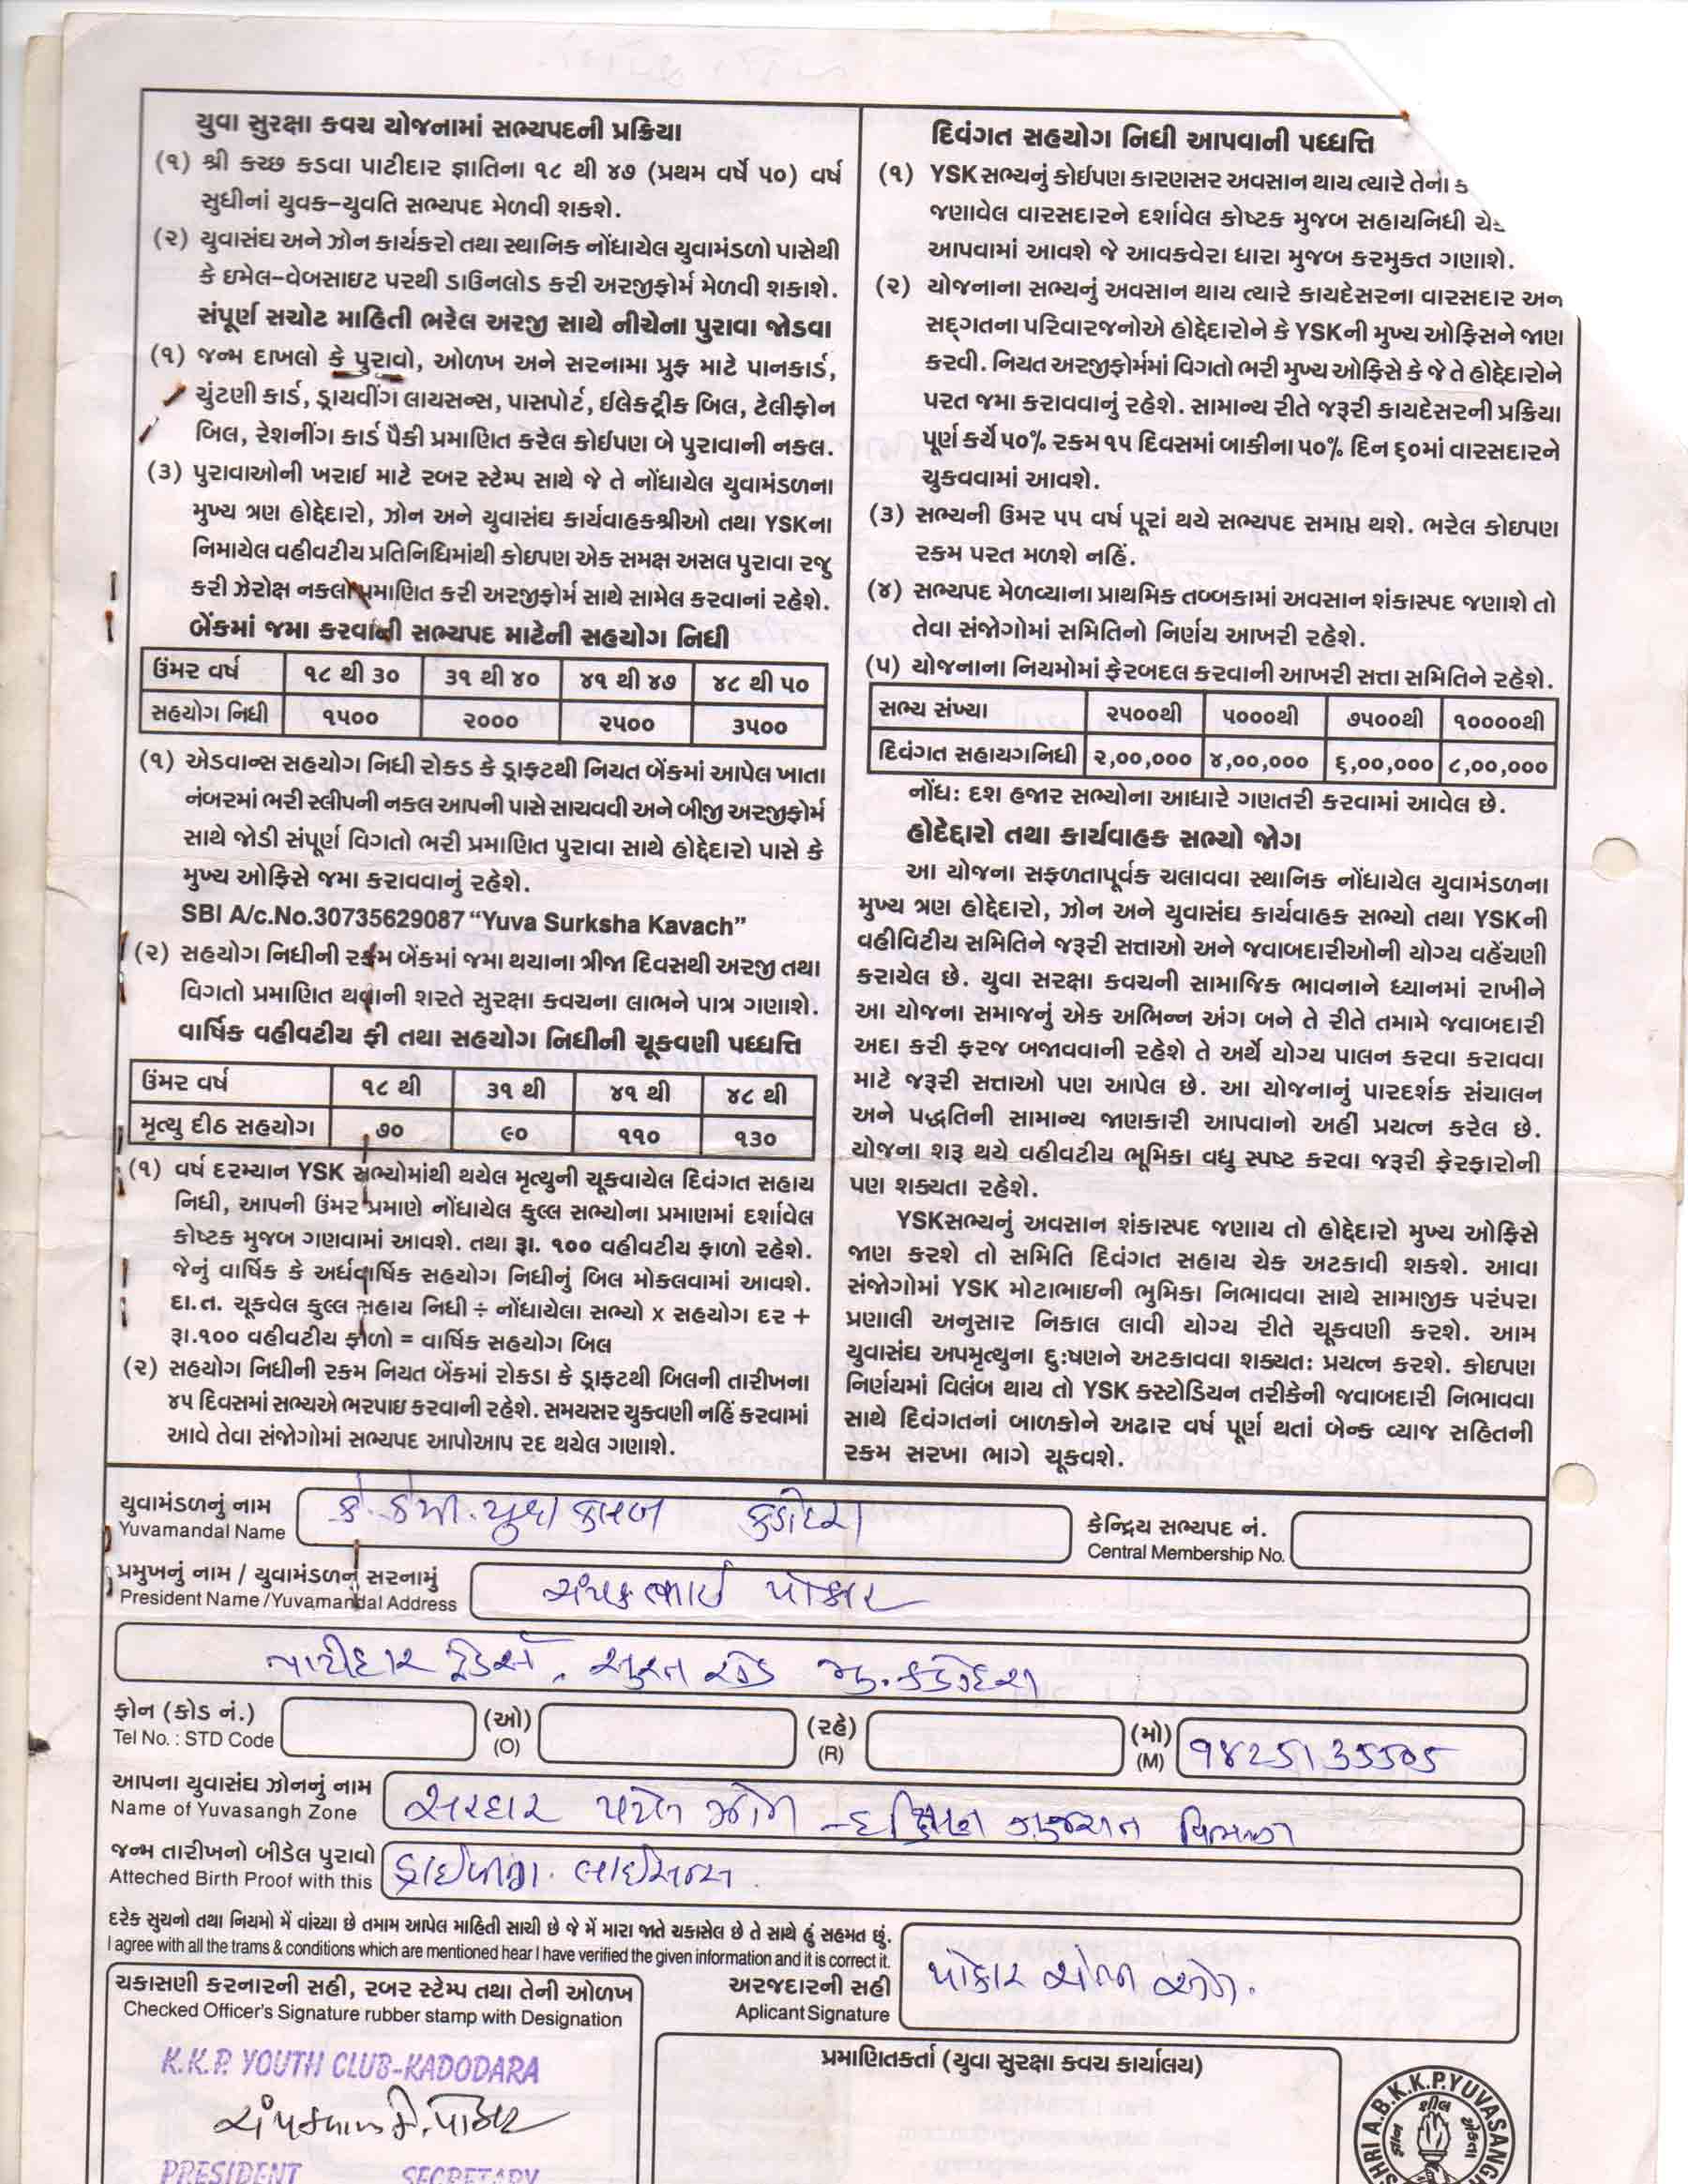 યુવા સુરક્ષા કવચ યોજનામાં સભ્યપદની પ્રક્રિયા
(૧) શ્રી કચ્છ કડવા પાટીદાર જ્ઞાતિના ૧૮ થી ૪૭ (પ્રથમ વર્ષે ૫૦) વર્ષ
સુધીનાં યુવક-યુવતિ સભ્યપદ મેળવી શકશે.
(૨) યુવાસંઘ અને ઝોન કાર્યકરો તથા સ્થાનિક નોંધાયેલ યુવામંડળો પાસેથી
કે ઇમેલ-વેબસાઇટ પરથી ડાઉનલોડ કરી અરજીફોર્મ મેળવી શકાશે.
સંપૂર્ણ સચોટ માહિતી ભરેલ અરજી સાથે નીચેના પુરાવા જોડવા
(૧) જન્મ દાખલો કે પુરાવો, ઓળખ અને સરનામા પ્રુફ માટે પાનકાર્ડ,
ચુંટણી કાર્ડ, ડ્રાયવીંગ લાયસન્સ, પાસપોર્ટ, ઈલેક્ટ્રીક બિલ, ટેલીફોન
બિલ, રેશનીંગ કાર્ડ પૈકી પ્રમાણિત કરેલ કોઈપણ બે પુરાવાની નકલ.
(૩) પુરાવાઓની ખરાઈ માટે રબર સ્ટેમ્પ સાથે જે તે નોંધાયેલ યુવામંડળના
મુખ્ય ત્રણ હોદ્દેદારો, ઝોન અને યુવાસંઘ કાર્યવાહકશ્રીઓ તથા YSKના
નિમાયેલ વહીવટીય પ્રતિનિધિમાંથી કોઇપણ એક સમક્ષ અસલ પુરાવા રજુ
કરી ઝેરોક્ષ નકલો પ્રમાણિત કરી અરજીફોર્મ સાથે સામેલ કરવાનાં રહેશે.
બેંકમાં જમા કરવાની સભ્યપદ માટેની સહયોગ નિધી
ઉંમર વર્ષ ૧૮ થી ૩૦ ૩૧ થી ૪૦ ૪૧ થી ૪૭ ૪૮ થી ૫૦
સહયોગ નિધી ૧૫૦૦ ૨૦૦૦ ૨૫૦૦ ૩૫૦૦
(૧) એડવાન્સ સહયોગ નિધી રોકડ કે ડ્રાફટથી નિયત બેંકમાં આપેલ ખાતા
નંબરમાં ભરી સ્લીપની નકલ આપની પાસે સાચવવી અને બીજી અરજીફોર્મ
સાથે જોડી સંપૂર્ણ વિગતો ભરી પ્રમાણિત પુરાવા સાથે હોદ્દેદારો પાસે કે
મુખ્ય ઓફિસે જમા કરાવવાનું રહેશે.
SBI A/c.No.30735629087 “Yuva Surksha Kavach”
(૨) સહયોગ નિધીની રકમ બેંકમાં જમા થયાના ત્રીજા દિવસથી અરજી તથા
વિગતો પ્રમાણિત થવાની શરતે સુરક્ષા કવચના લાભને પાત્ર ગણાશે.
વાર્ષિક વહીવટીય ફી તથા સહયોગ નિધીની ચૂકવણી પધ્ધતિ
ઉંમર વર્ષ ૧૮ થી ૩૧ થી ૪૧ થી ૪૮ થી
મૃત્યુ દીઠ સહયોગ ૭૦ ૯૦ ૧૧૦ ૧૩૦
(૧) વર્ષ દરમ્યાન YSK સભ્યોમાંથી થયેલ મૃત્યુની ચૂકવાયેલ દિવંગત સહાય
નિધી, આપની ઉંમર પ્રમાણે નોંધાયેલ કુલ્લ સભ્યોના પ્રમાણમાં દર્શાવેલ
કોષ્ટક મુજબ ગણવામાં આવશે. તથા રૂા. ૧૦૦ વહીવટીય ફાળો રહેશે.
જેનું વાર્ષિક કે અર્ધવાર્ષિક સહયોગ નિધીનું બિલ મોકલવામાં આવશે.
દા.ત. ચૂકવેલ કુલ્લ સહાય નિધી ÷ નોંધાયેલા સભ્યો x સહયોગ દર +
રૂા.૧૦૦ વહીવટીય ફાળો = વાર્ષિક સહયોગ બિલ
(૨) સહયોગ નિધીની રકમ નિયત બેંકમાં રોકડા કે ડ્રાફટથી બિલની તારીખના
૪૫ દિવસમાં સભ્યએ ભરપાઇ કરવાની રહેશે. સમયસર ચુકવણી નહિં કરવામાં
આવે તેવા સંજોગોમાં સભ્યપદ આપોઆપ રદ થયેલ ગણાશે.
દિવંગત સહયોગ નિધી આપવાની પધ્ધતિ
(૧) YSK સભ્યનું કોઈપણ કારણસર અવસાન થાય ત્યારે તેના
જણાવેલ વારસદારને દર્શાવેલ કોષ્ટક મુજબ સહાયનિધી
આપવામાં આવશે જે આવકવેરા ધારા મુજબ કરમુક્ત ગણાશે.
(૨) યોજનાના સભ્યનું અવસાન થાય ત્યારે કાયદેસરના વારસદાર અને
સદ્ગતના પરિવારજનોએ હોદ્દેદારોને કે YSKની મુખ્ય ઓફિસને જાણ
કરવી. નિયત અરજીફોર્મમાં વિગતો ભરી મુખ્ય ઓફિસે કે જે તે હોદ્દેદારોને
પરત જમા કરાવવાનું રહેશે. સામાન્ય રીતે જરૂરી કાયદેસરની પ્રક્રિયા
પૂર્ણ કર્યે ૫૦% રકમ ૧૫ દિવસમાં બાકીના ૫૦% દિન ૬૦માં વારસદારને
ચુકવવામાં આવશે.
(૩) સભ્યની ઉમર ૫૫ વર્ષ પૂરાં થયે સભ્યપદ સમાપ્ત થશે. ભરેલ કોઇપણ
રકમ પરત મળશે નહિં.
(૪) સભ્યપદ મેળવ્યાના પ્રાથમિક તબ્બકામાં અવસાન શંકાસ્પદ જણાશે તો
તેવા સંજોગોમાં સમિતિનો નિર્ણય આખરી રહેશે.
(૫) યોજનાના નિયમોમાં ફેરબદલ કરવાની આખરી સત્તા સમિતિને રહેશે.
સભ્ય સંખ્યા ૨૫૦૦થી ૫૦૦૦થી ૭૫૦૦થી ૧૦૦૦૦થી
દિવંગત સહાયગનિધી ૨,૦૦,૦૦૦ ૪,૦૦,૦૦૦ ૬,૦૦,૦૦૦ ૮,૦૦,૦૦૦
નોંધ: દશ હજાર સભ્યોના આધારે ગણતરી કરવામાં આવેલ છે.
હોદેદ્દારો તથા કાર્યવાહક સભ્યો જોગ
આ યોજના સફળતાપૂર્વક ચલાવવા સ્થાનિક નોંધાયેલ યુવામંડળના
મુખ્ય ત્રણ હોદ્દેદારો, ઝોન અને યુવાસંઘ કાર્યવાહક સભ્યો તથા YSKની
વહીવિટીય સમિતિને જરૂરી સત્તાઓ અને જવાબદારીઓની યોગ્ય વહેંચણી
કરાયેલ છે. યુવા સરક્ષા કવચની સામાજિક ભાવનાને ધ્યાનમાં રાખીને
આ યોજના સમાજનું એક અભિન્ન અંગ બને તે રીતે તમામે જવાબદારી
અદા કરી ફરજ બજાવવાની રહેશે તે અર્થે યોગ્ય પાલન કરવા કરાવવા
માટે જરૂરી સત્તાઓ પણ આપેલ છે. આ યોજનાનું પારદર્શક સંચાલન
અને પદ્ધતિની સામાન્ય જાણકારી આપવાનો અહીં પ્રયત્ન કરેલ છે.
યોજના શરૂ થયે વહીવટીય ભૂમિકા વધુ સ્પષ્ટ કરવા જરૂરી ફેરફારોની
પણ શક્યતા રહેશે.
YSKસભ્યનું અવસાન શંકાસ્પદ જણાય તો હોદ્દેદારો મુખ્ય ઓફિસે
જાણ કરશે તો સમિતિ દિવંગત સહાય ચેક અટકાવી શકશે. આવા
સંજોગોમાં YSK મોટાભાઇની ભુમિકા નિભાવવા સાથે સામાજીક પરંપરા
પ્રણાલી અનુસાર નિકાલ લાવી યોગ્ય રીતે ચૂકવણી કરશે. આમ
યુવાસંઘ અપમૃત્યુના દુઃષણને અટકાવવા શક્યતઃ પ્રયત્ન કરશે. કોઇપણ
નિર્ણયમાં વિલંબ થાય તો YSK કસ્ટોડિયન તરીકેની જવાબદારી નિભાવવા
સાથે દિવંગતનાં બાળકોને અઢાર વર્ષ પૂર્ણ થતાં બેન્ક વ્યાજ સહિતની
રકમ સરખા ભાગે ચૂકવશે.
યુવામંડળનું નામ કે.કે.પી.યુથ કલબ કડોદરા કેન્દ્રિય સભ્યપદ નં.
Yuvamandal Name Central Membership No.
પ્રમુખનું નામ / યુવામંડળનું સરનામું ચંપકભાઈ પોકાર
President Name /Yuvamandal Address
પાટીદાર ટ્રેડર્સ, સુરત રોડ મુ.કડોદરા
ફોન (કોડ નં.) (ઓ) (રહે) (મો) ૧૪25135505
Tel No. : STD Code (O) (R) (M)
આપના યુવાસંઘ ઝોનનું નામ સરદાર પટેલ ઝોન - દક્ષિણ ગુજરાત વિભાગ
Name of Yuvasangh Zone
જન્મ તારીખનો બીડેલ પુરાવો ડ્રાઈવીંગ. લાઈસન્સ.
Atteched Birth Proof with this
દરેક સુચનો તથા નિયમો મેં વાંચ્યા છે તમામ આપેલ માહિતી સાચી છે જે મેં મારા જાતે ચકાસેલ છે તે સાથે હું સહમત છું.
I agree with all the trams & conditions which are mentioned hear I have verified the given information and it is correct it.
ચકાસણી કરનારની સહી, રબર સ્ટેમ્પ તથા તેની ઓળખ
Checked Officer's Signature rubber stamp with Designation
અરજદારની સહી પોકાર
Aplicant Signature
K.K.P. YOUTH CLUB-KADODARA
ચંપકભાઈ કે. પોકાર
PRESIDENT SECRETARY
પ્રમાણિતકર્તા (યુવા સુરક્ષા કવચ કાર્યાલય)
SHRI A.B.K.K.P.YUVASANGH